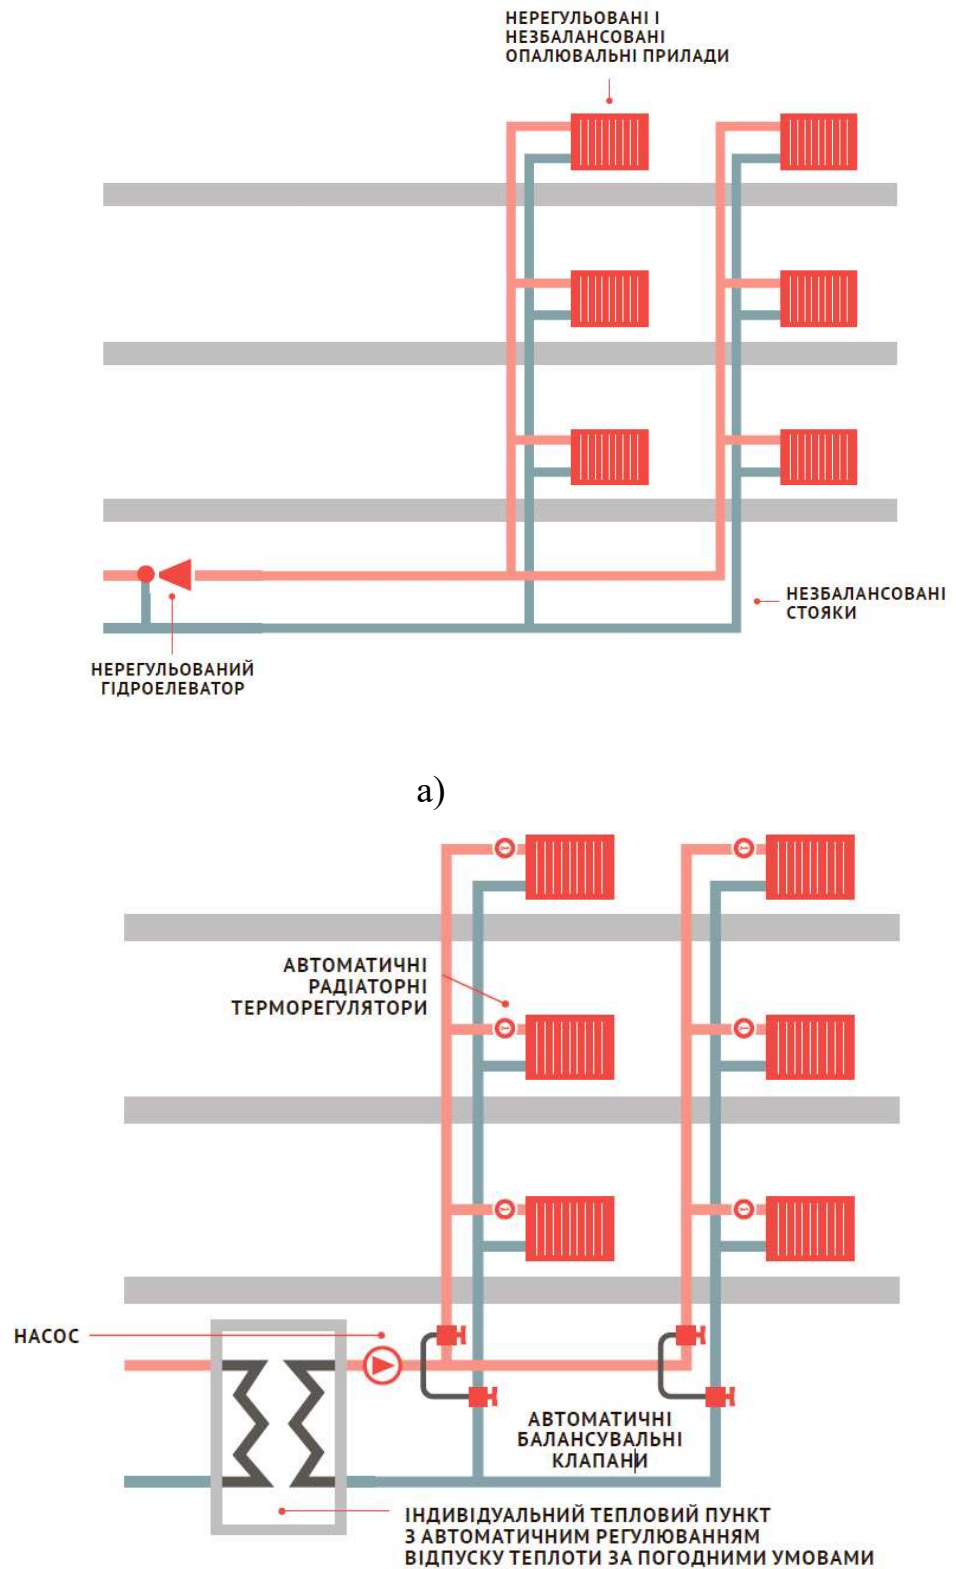 НЕРЕГУЛЬОВАНІ І
НЕЗБАЛАНСОВАНІ
ОПАЛЮВАЛЬНІ ПРИЛАДИ
НЕЗБАЛАНСОВАНІ
СТОЯКИ
НЕРЕГУЛЬОВАНИЙ
ГІДРОЕЛЕВАТОР
а)
АВТОМАТИЧНІ
РАДІАТОРНІ
ТЕРМОРЕГУЛЯТОРИ
НАСОС
АВТОМАТИЧНІ
БАЛАНСУВАЛЬНІ
КЛАПАНИ
ІНДИВІДУАЛЬНИЙ ТЕПЛОВИЙ ПУНКТ
З АВТОМАТИЧНИМ РЕГУЛЮВАННЯМ
ВІДПУСКУ ТЕПЛОТИ ЗА ПОГОДНИМИ УМОВАМИ